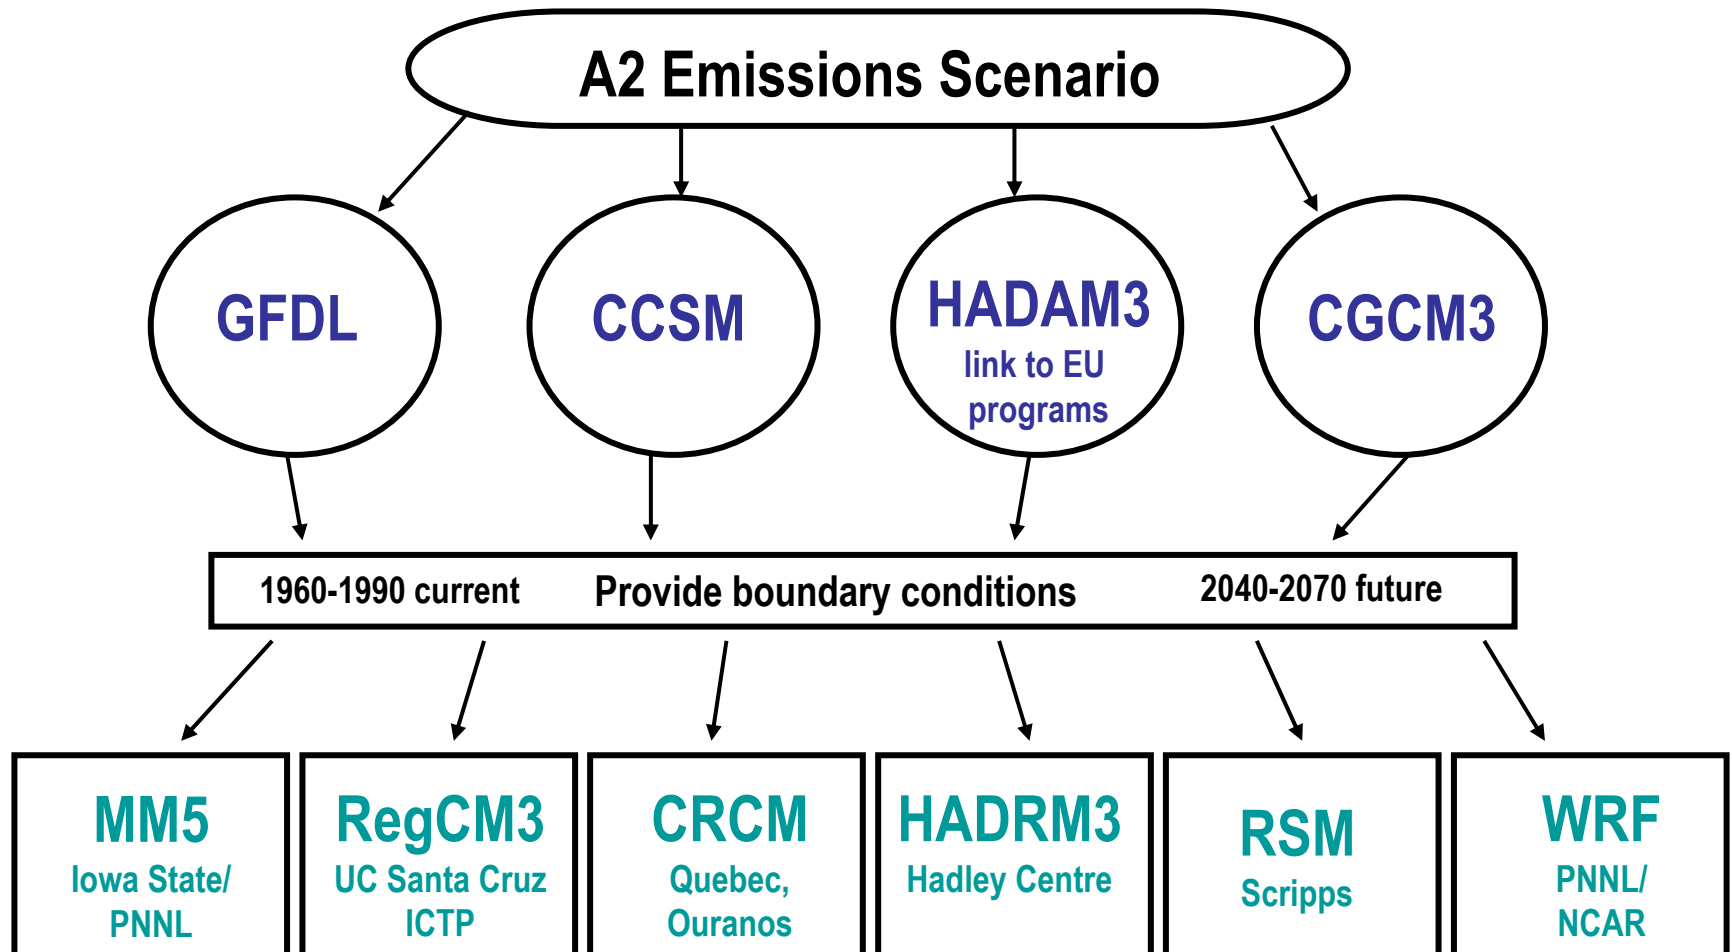 A2 Emissions Scenario
GFDL
CCSM
HADAM3
link to EU
programs
CGCM3
1960-1990 current
Provide boundary conditions
2040-2070 future
MM5
Iowa State/
PNNL
RegCM3
UC Santa Cruz
ICTP
CRCM
Quebec,
Ouranos
HADRM3
Hadley Centre
RSM
Scripps
WRF
PNNL/
NCAR